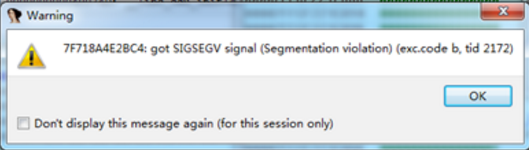 Warning
7F718A4E2BC4: got SIGSEGV signal (Segmentation violation) (exc.code b, tid 2172)
OK
Don't display this message again (for this session only)